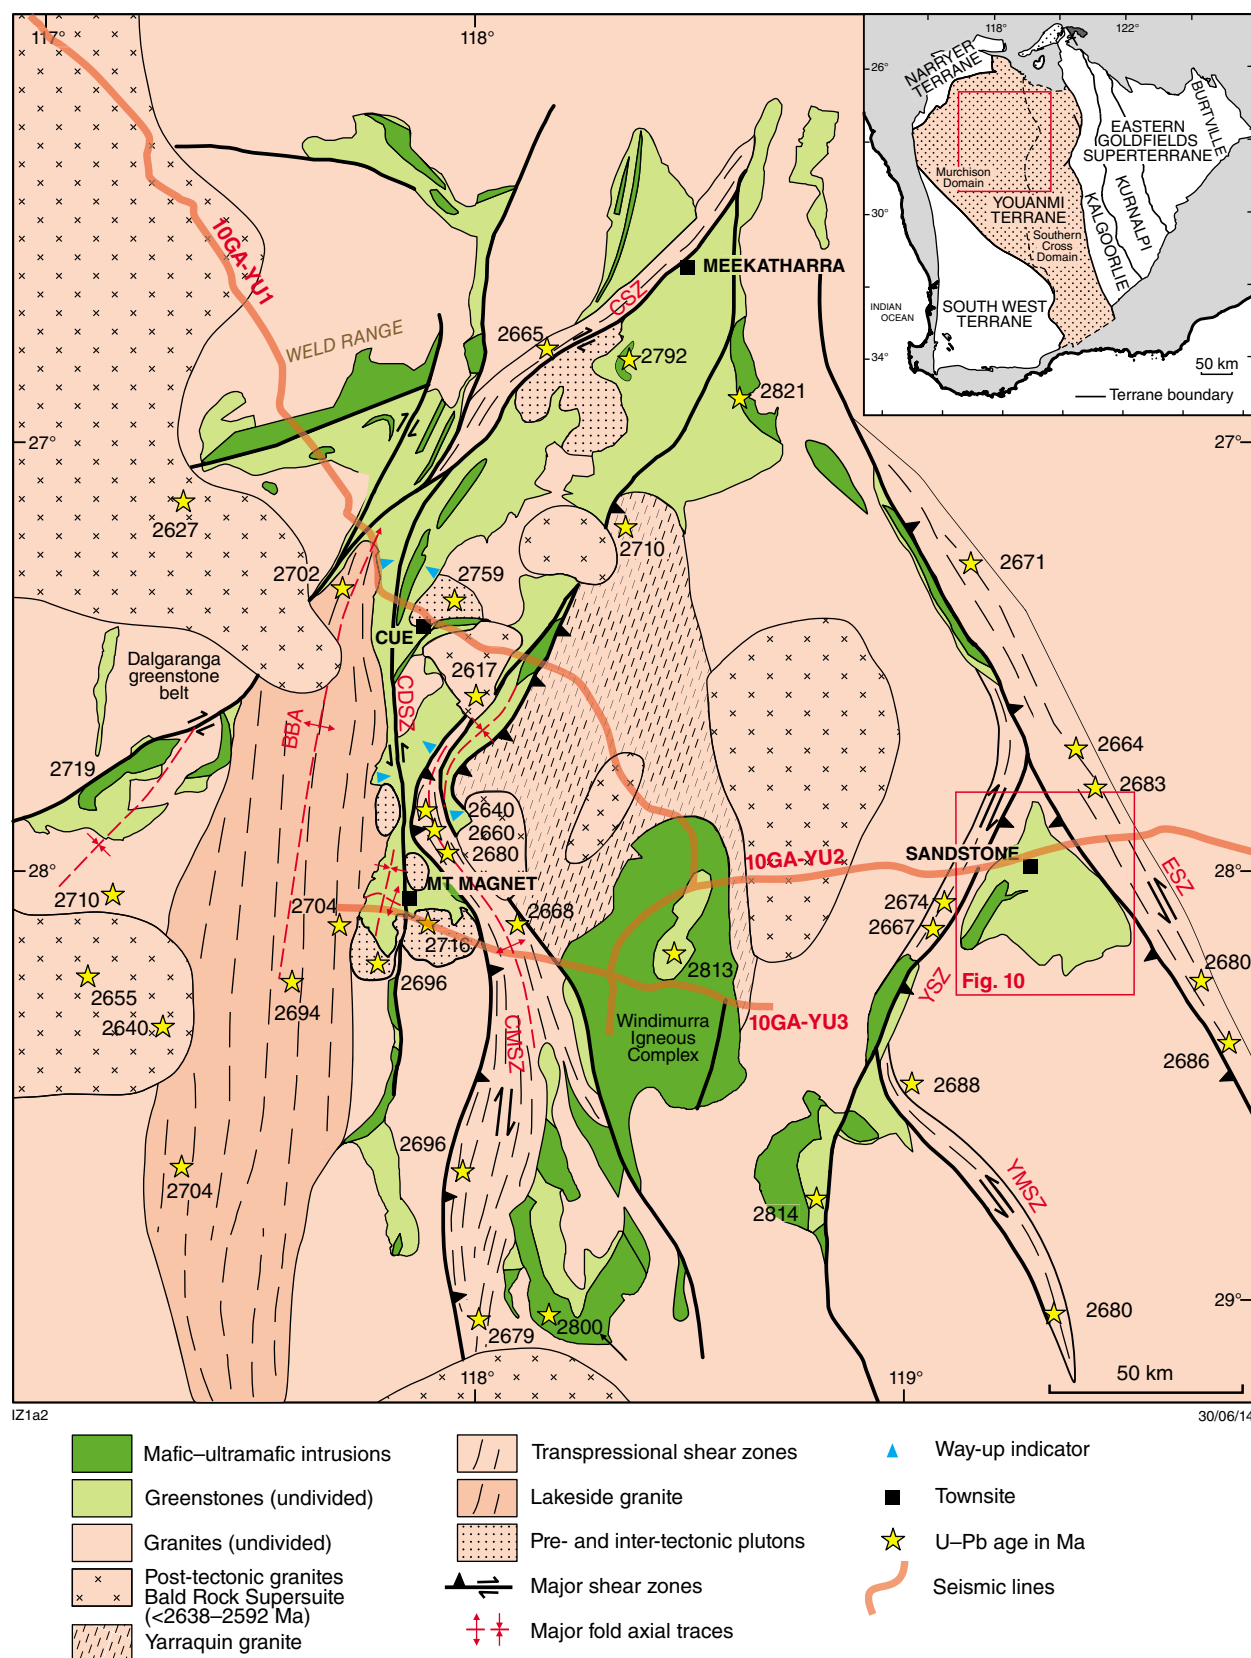 117°
118°
118°
122°
26°
30°
34°
NARRYER
TERRANE
BURTVILLE
EASTERN
GOLDFIELDS
SUPERTERRANE
Murchison
Domain
YOUANMI
TERRANE
Southern
Cross
Domain
KURNALPI
KALGOORLIE
INDIAN
OCEAN
SOUTH WEST
TERRANE
50 km
Terrane boundary
10GA-YU1
MEEKATHARRA
CSZ
WELD RANGE
2665
2792
2821
27°
27°
2627
2710
2671
2702
2759
CUE
2617
Dalgaranga
greenstone
belt
CDSZ
BBA
2719
2664
2683
2640
2660
2680
10GA-YU2
SANDSTONE
28°
28°
MT MAGNET
ESZ
2710
2704
2668
2674
2667
2716
2813
2680
2655
2696
YSZ
Fig. 10
2640
2694
CMSZ
Windimurra
Igneous
Complex
10GA-YU3
2686
2688
2696
YMSZ
2704
2814
29°
2680
2679
2800
118°
119°
50 km
IZ1a2
30/06/14
Mafic–ultramafic intrusions
Greenstones (undivided)
Granites (undivided)
Post-tectonic granites
Bald Rock Supersuite
(<2638–2592 Ma)
Yarraquin granite
Transpressional shear zones
Lakeside granite
Pre- and inter-tectonic plutons
Major shear zones
Major fold axial traces
Way-up indicator
Townsite
U–Pb age in Ma
Seismic lines